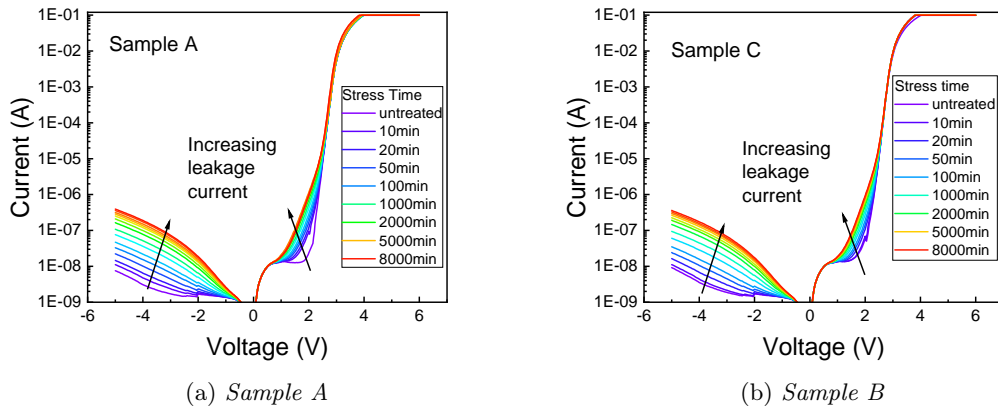 1E-01
1E-02
1E-03
1E-04
1E-05
1E-06
1E-07
1E-08
1E-09
Current (A)
Sample A
Increasing
leakage
current
Stress Time
untreated
10min
20min
50min
100min
1000min
2000min
5000min
8000min
-6 -4 -2 0 2 4 6
Voltage (V)
(a) Sample A
1E-01
1E-02
1E-03
1E-04
1E-05
1E-06
1E-07
1E-08
1E-09
Current (A)
Sample C
Increasing
leakage
current
Stress time
untreated
10min
20min
50min
100min
1000min
2000min
5000min
8000min
-6 -4 -2 0 2 4 6
Voltage (V)
(b) Sample B